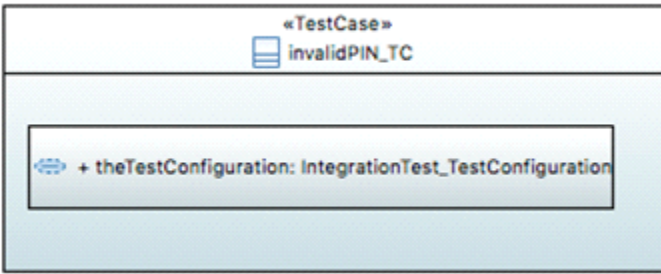 «TestCase»
invalidPIN_TC
+ theTestConfiguration: IntegrationTest_TestConfiguration